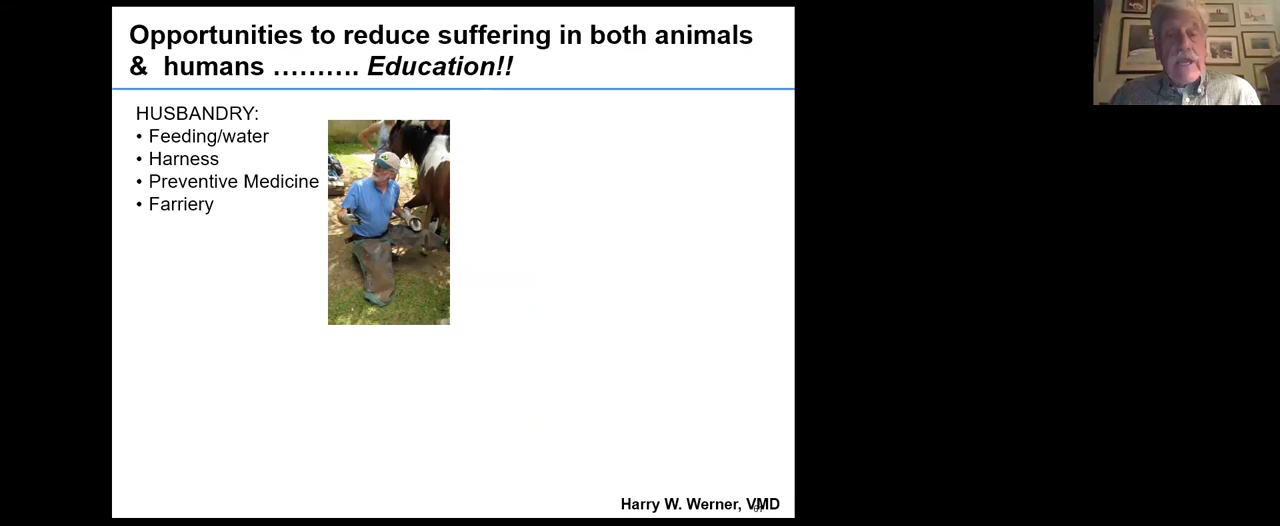 Opportunities to reduce suffering in both animals
& humans ………. Education!!
HUSBANDRY:
• Feeding/water
• Harness
• Preventive Medicine
• Farriery
Harry W. Werner, VMD